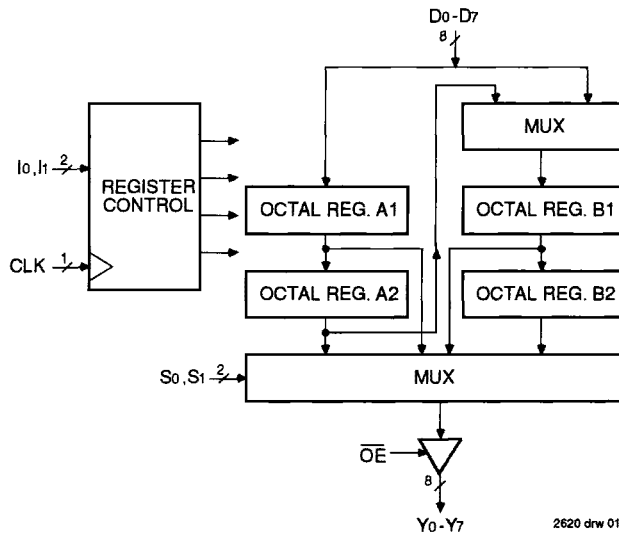 D0-D7
8
MUX
I0, I1
2
REGISTER
CONTROL
OCTAL REG. A1
OCTAL REG. B1
CLK
1
OCTAL REG. A2
OCTAL REG. B2
S0, S1
2
MUX
OE
8
Y0-Y7
2620 drw 01